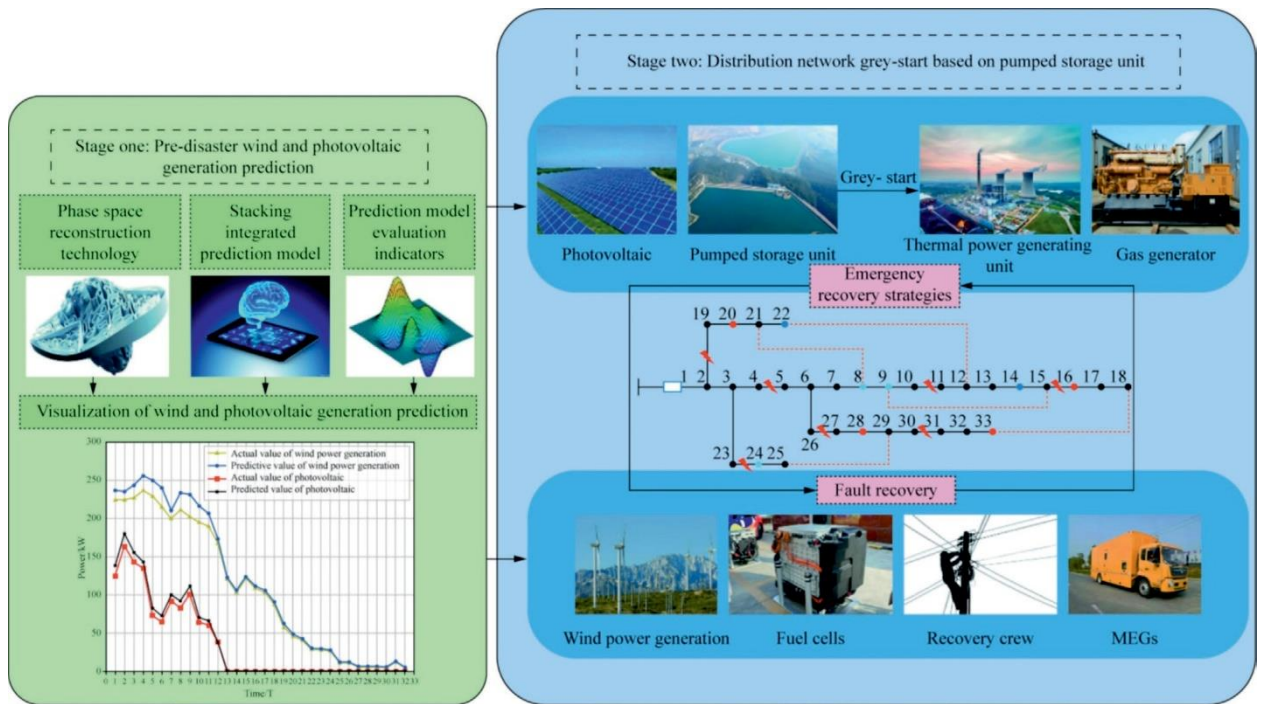 Stage one: Pre-disaster wind and photovoltaic
generation prediction
Phase space
reconstruction
technology
Stacking
integrated
prediction model
Prediction model
evaluation
indicators
Visualization of wind and photovoltaic generation prediction
Actual value of wind power generation
Predictive value of wind power generation
Actual value of photovoltaic
Predicted value of photovoltaic
Power/kW
300
250
200
150
100
50
0
0 1 2 3 4 5 6 7 8 9 10 11 12 13 14 15 16 17 18 19 20 21 22 23 24 25 26 27 28 29 30 31 32 33
Time/T
Stage two: Distribution network grey-start based on pumped storage unit
Grey- start
Photovoltaic
Pumped storage unit
Thermal power generating
unit
Gas generator
Emergency
recovery strategies
19 20 21 22
1 2 3 4 5 6 7 8 9 10 11 12 13 14 15 16 17 18
27 28 29 30 31 32 33
26
23 24 25
Fault recovery
Wind power generation
Fuel cells
Recovery crew
MEGs